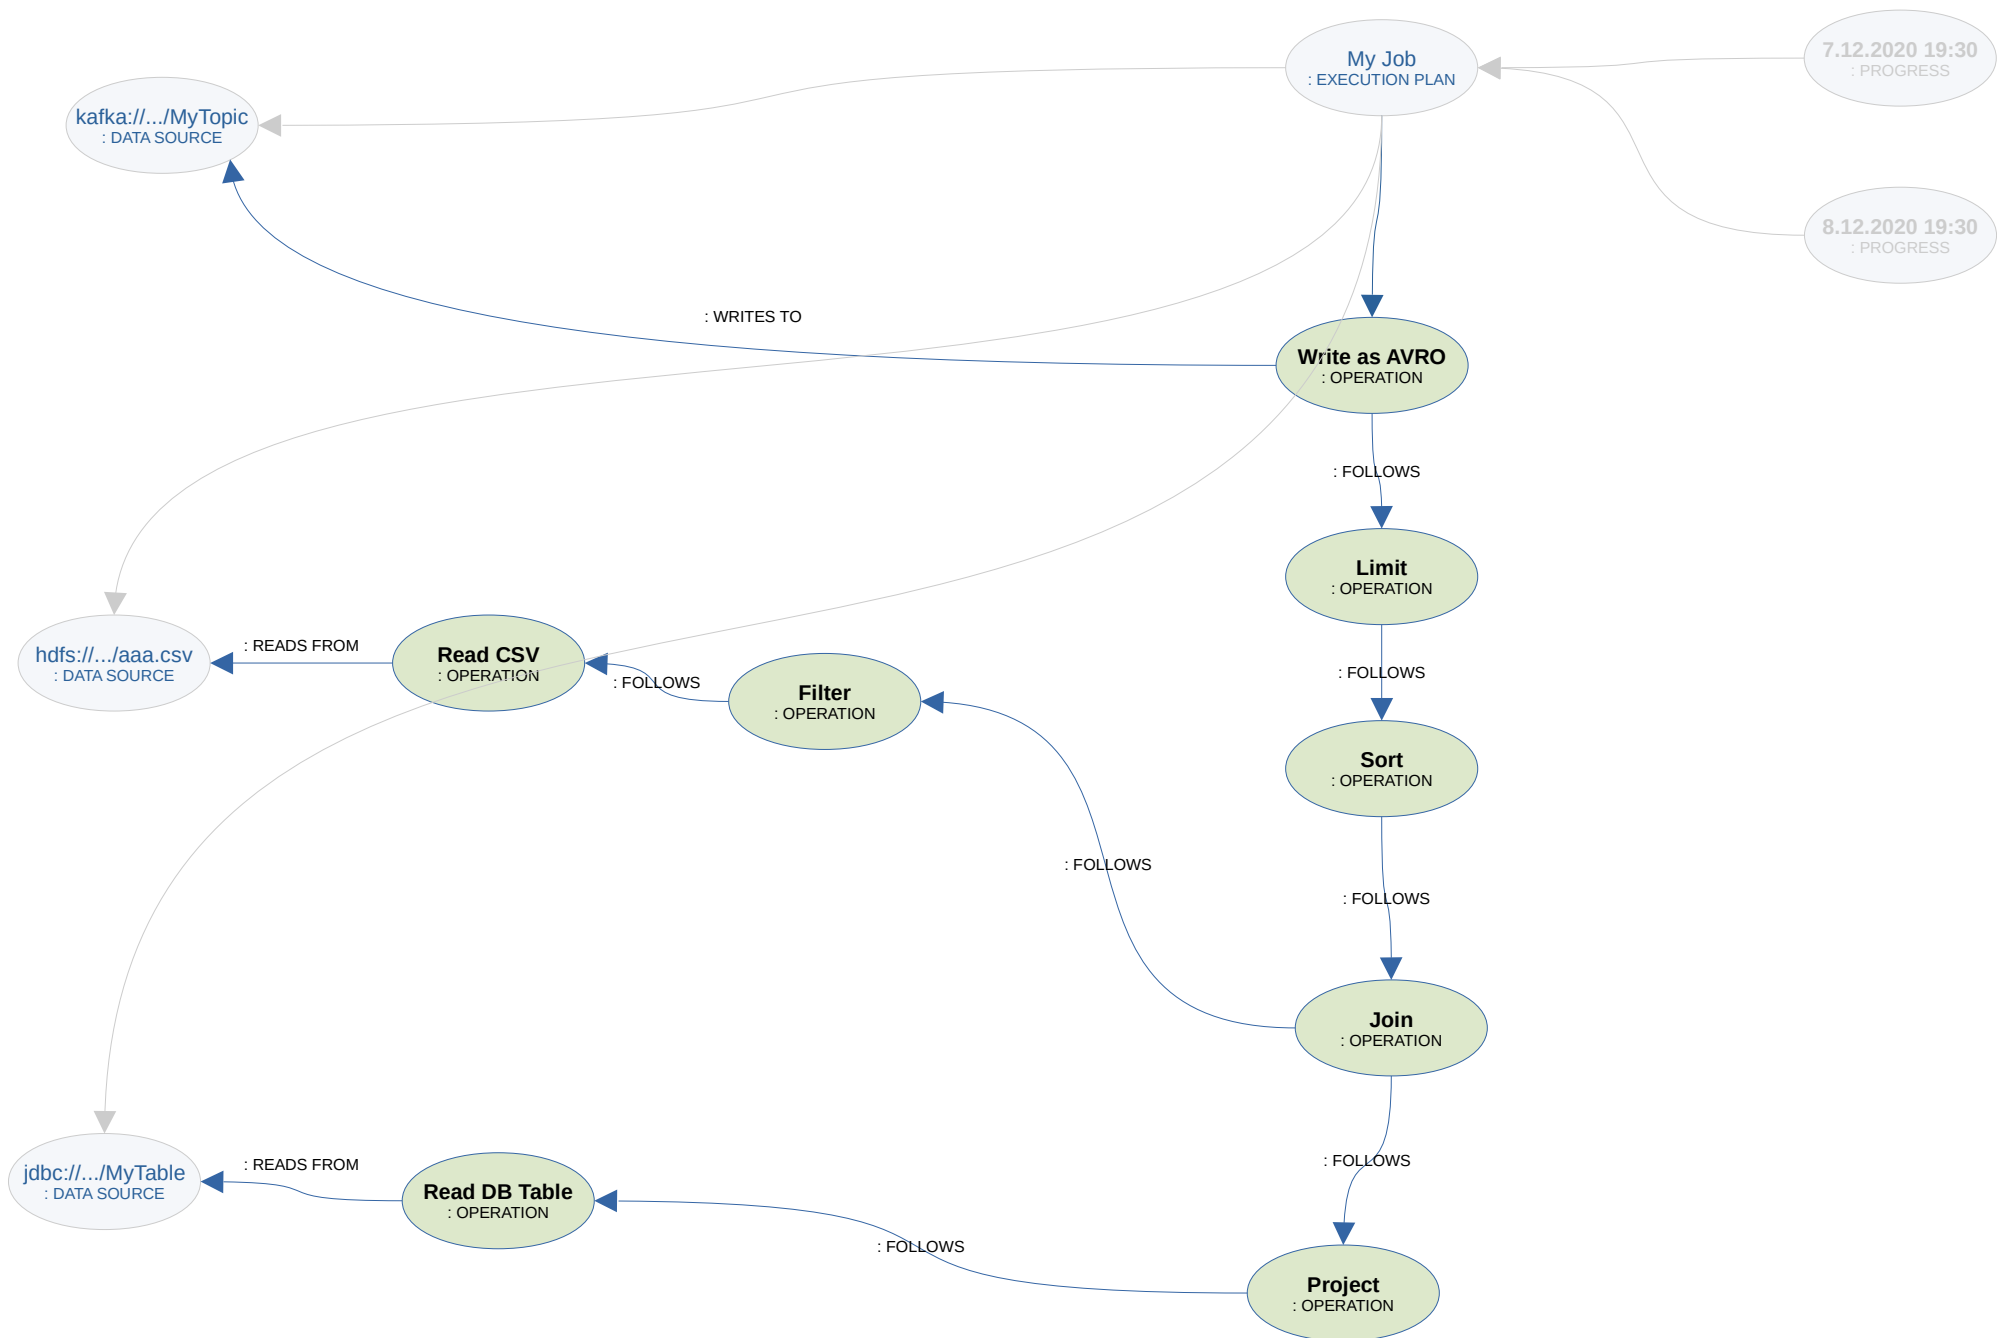 My Job
: EXECUTION PLAN
7.12.2020 19:30
: PROGRESS
kafka://.../MyTopic
: DATA SOURCE
8.12.2020 19:30
: PROGRESS
: WRITES TO
Write as AVRO
: OPERATION
: FOLLOWS
Limit
: OPERATION
hdfs://.../aaa.csv
: DATA SOURCE
: READS FROM
Read CSV
: OPERATION
: FOLLOWS
Filter
: OPERATION
: FOLLOWS
Sort
: OPERATION
: FOLLOWS
: FOLLOWS
Join
: OPERATION
jdbc://.../MyTable
: DATA SOURCE
: READS FROM
Read DB Table
: OPERATION
: FOLLOWS
: FOLLOWS
Project
: OPERATION